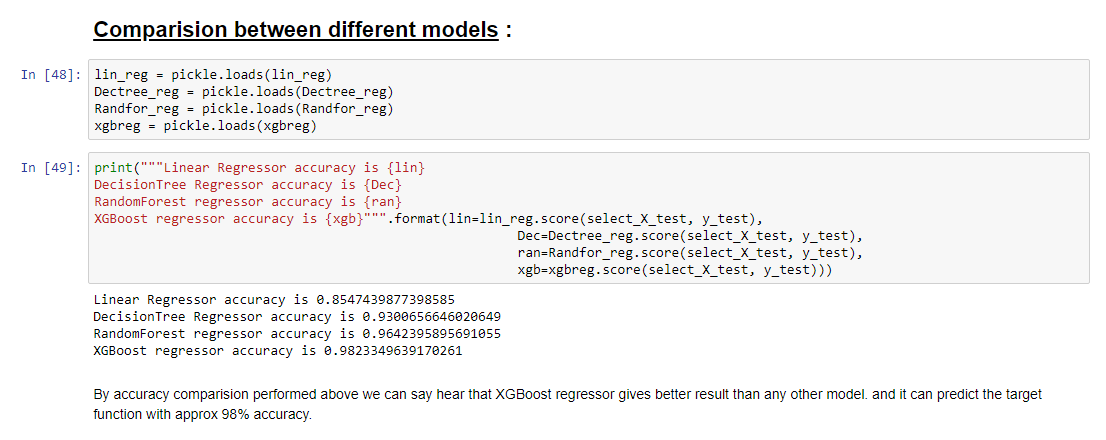 Comparision between different models :
In [48]: lin_reg = pickle.loads(lin_reg)
Dectree_reg = pickle.loads(Dectree_reg)
Randfor_reg = pickle.loads(Randfor_reg)
xgbreg = pickle.loads(xgbreg)
In [49]: print("""Linear Regressor accuracy is {lin}
DecisionTree Regressor accuracy is {Dec}
RandomForest regressor accuracy is {ran}
XGBoost regressor accuracy is {xgb}""".format(lin=lin_reg.score(select_X_test, y_test),
Dec=Dectree_reg.score(select_X_test, y_test),
ran=Randfor_reg.score(select_X_test, y_test),
xgb=xgbreg.score(select_X_test, y_test)))
Linear Regressor accuracy is 0.8547439877398585
DecisionTree Regressor accuracy is 0.9300656646020649
RandomForest regressor accuracy is 0.9642395895691055
XGBoost regressor accuracy is 0.9823349639170261
By accuracy comparision performed above we can say hear that XGBoost regressor gives better result than any other model. and it can predict the target
function with approx 98% accuracy.